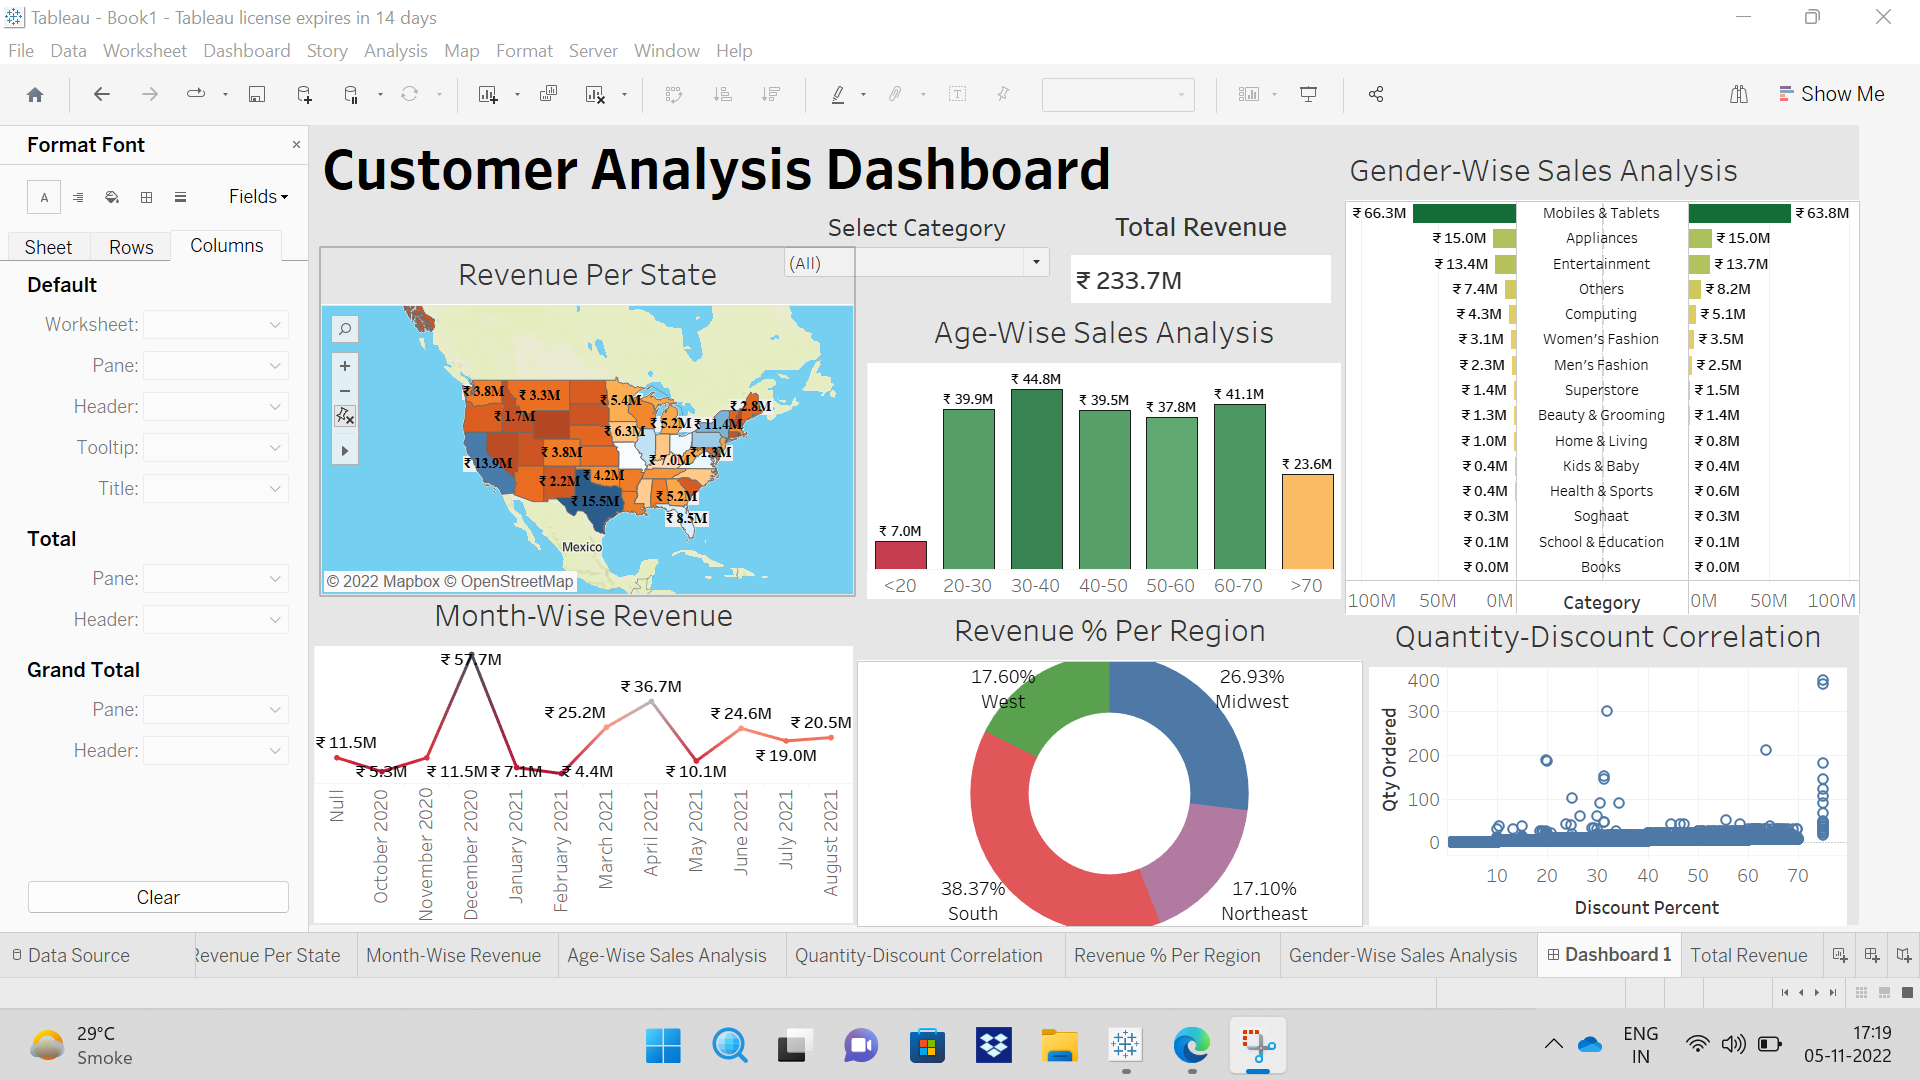 Tableau - Book1 - Tableau license expires in 14 days
File Data Worksheet Dashboard Story Analysis Map Format Server Window Help
Show Me
Format Font
A
Fields
Sheet Rows Columns
Default
Worksheet:
Pane:
Header:
Tooltip:
Title:
Total
Pane:
Header:
Grand Total
Pane:
Header:
Clear
Customer Analysis Dashboard
Select Category
(All)
Total Revenue
₹ 233.7M
Revenue Per State
₹ 3.8M
₹ 3.3M
₹ 5.4M
₹ 2.8M
₹ 1.7M
₹ 5.2M
₹ 11.4M
₹ 6.3M
₹ 3.8M
₹ 1.3M
₹ 13.9M
₹ 7.0M
₹ 2.2M
₹ 4.2M
₹ 15.5M
₹ 5.2M
₹ 8.5M
Mexico
© 2022 Mapbox © OpenStreetMap
Age-Wise Sales Analysis
₹ 7.0M
₹ 39.9M
₹ 44.8M
₹ 39.5M
₹ 37.8M
₹ 41.1M
₹ 23.6M
<20 20-30 30-40 40-50 50-60 60-70 >70
Gender-Wise Sales Analysis
₹ 66.3M Mobiles & Tablets ₹ 63.8M
₹ 15.0M Appliances ₹ 15.0M
₹ 13.4M Entertainment ₹ 13.7M
₹ 7.4M Others ₹ 8.2M
₹ 4.3M Computing ₹ 5.1M
₹ 3.1M Women's Fashion ₹ 3.5M
₹ 2.3M Men's Fashion ₹ 2.5M
₹ 1.4M Superstore ₹ 1.5M
₹ 1.3M Beauty & Grooming ₹ 1.4M
₹ 1.0M Home & Living ₹ 0.8M
₹ 0.4M Kids & Baby ₹ 0.4M
₹ 0.4M Health & Sports ₹ 0.6M
₹ 0.3M Soghaat ₹ 0.3M
₹ 0.1M School & Education ₹ 0.1M
₹ 0.0M Books ₹ 0.0M
100M 50M 0M Category 0M 50M 100M
Month-Wise Revenue
₹ 11.5M
₹ 5.3M
₹ 11.5M
₹ 57.7M
₹ 7.1M
₹ 4.4M
₹ 25.2M
₹ 36.7M
₹ 10.1M
₹ 24.6M
₹ 19.0M
₹ 20.5M
Null
October 2020
November 2020
December 2020
January 2021
February 2021
March 2021
April 2021
May 2021
June 2021
July 2021
August 2021
Revenue % Per Region
17.60%
West
26.93%
Midwest
38.37%
South
17.10%
Northeast
Quantity-Discount Correlation
Qty Ordered
400
300
200
100
0
10 20 30 40 50 60 70
Discount Percent
Data Source Revenue Per State Month-Wise Revenue Age-Wise Sales Analysis Quantity-Discount Correlation Revenue % Per Region Gender-Wise Sales Analysis Dashboard 1 Total Revenue
29°C
Smoke
ENG
IN
17:19
05-11-2022